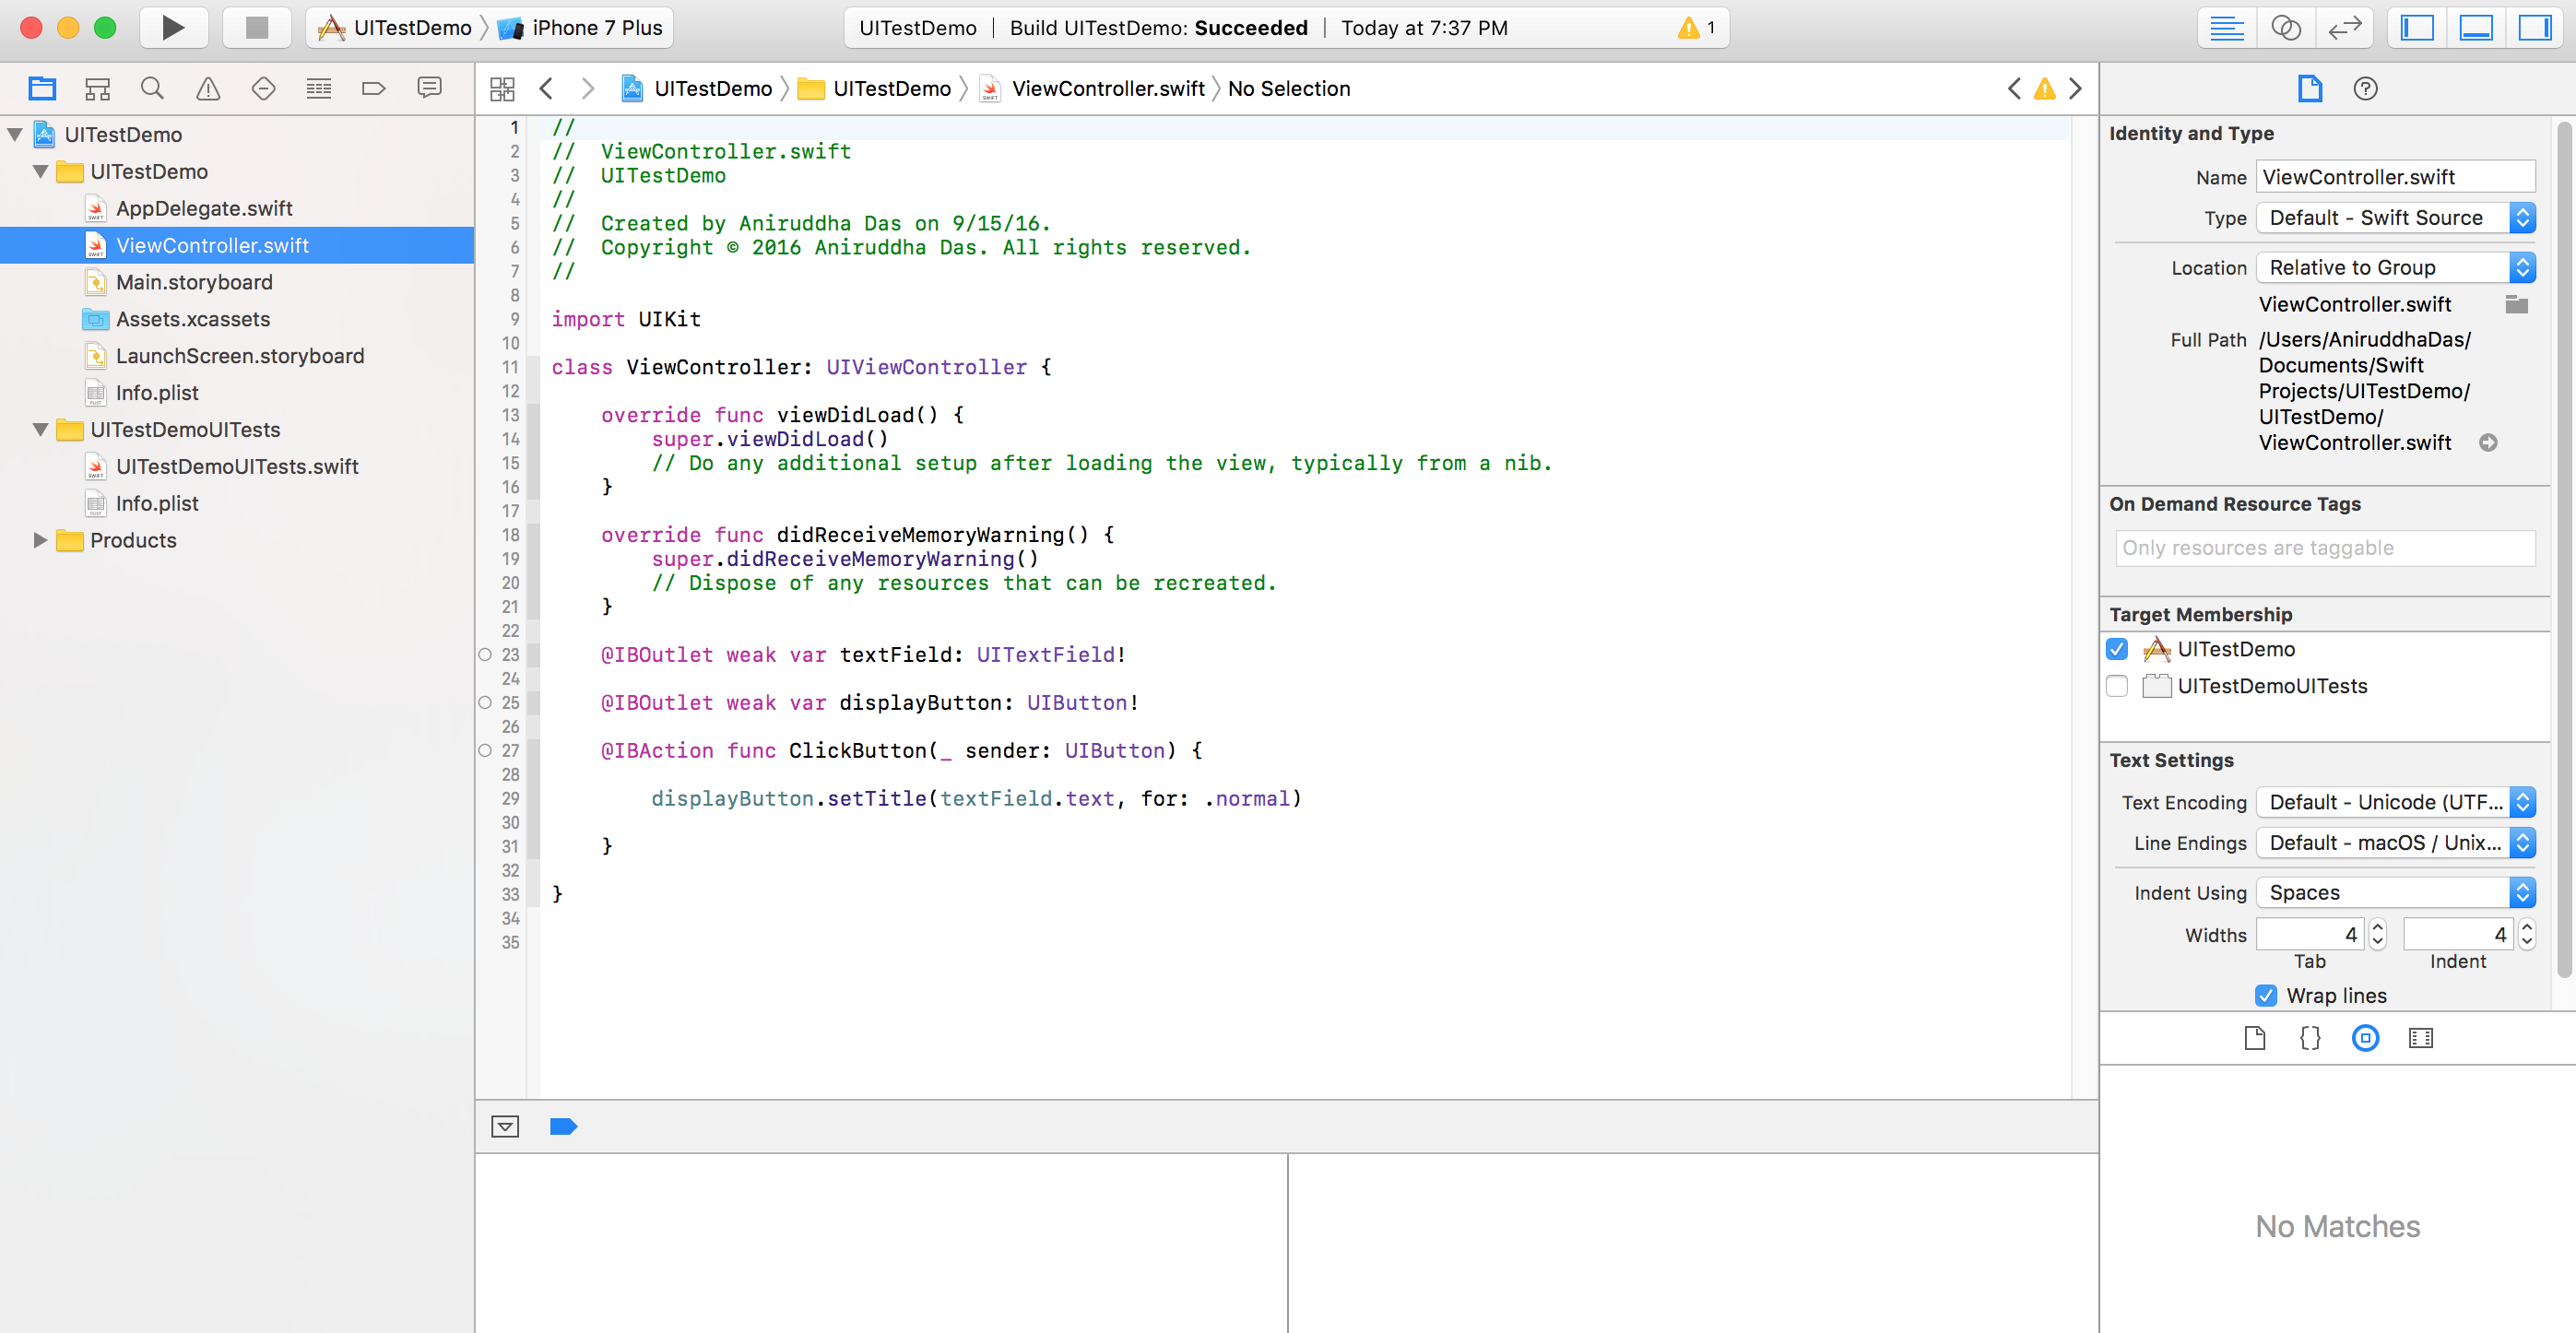 UITestDemo iPhone 7 Plus
UITestDemo | Build UITestDemo: Succeeded | Today at 7:37 PM 1
UITestDemo UITestDemo ViewController.swift No Selection
UITestDemo
UITestDemo
AppDelegate.swift
ViewController.swift
Main.storyboard
Assets.xcassets
LaunchScreen.storyboard
Info.plist
UITestDemoUITests
UITestDemoUITests.swift
Info.plist
Products
1 //
2 //  ViewController.swift
3 //  UITestDemo
4 //
5 //  Created by Aniruddha Das on 9/15/16.
6 //  Copyright © 2016 Aniruddha Das. All rights reserved.
7 //
8
9 import UIKit
10
11 class ViewController: UIViewController {
12
13     override func viewDidLoad() {
14         super.viewDidLoad()
15         // Do any additional setup after loading the view, typically from a nib.
16     }
17
18     override func didReceiveMemoryWarning() {
19         super.didReceiveMemoryWarning()
20         // Dispose of any resources that can be recreated.
21     }
22
23     @IBOutlet weak var textField: UITextField!
24
25     @IBOutlet weak var displayButton: UIButton!
26
27     @IBAction func ClickButton(_ sender: UIButton) {
28
29         displayButton.setTitle(textField.text, for: .normal)
30
31     }
32
33 }
34
35
Identity and Type
Name ViewController.swift
Type Default - Swift Source
Location Relative to Group
ViewController.swift
Full Path /Users/AniruddhaDas/
Documents/Swift
Projects/UITestDemo/
UITestDemo/
ViewController.swift
On Demand Resource Tags
Only resources are taggable
Target Membership
UITestDemo
UITestDemoUITests
Text Settings
Text Encoding Default - Unicode (UTF...
Line Endings Default - macOS / Unix...
Indent Using Spaces
Widths 4 4
Tab Indent
Wrap lines
No Matches